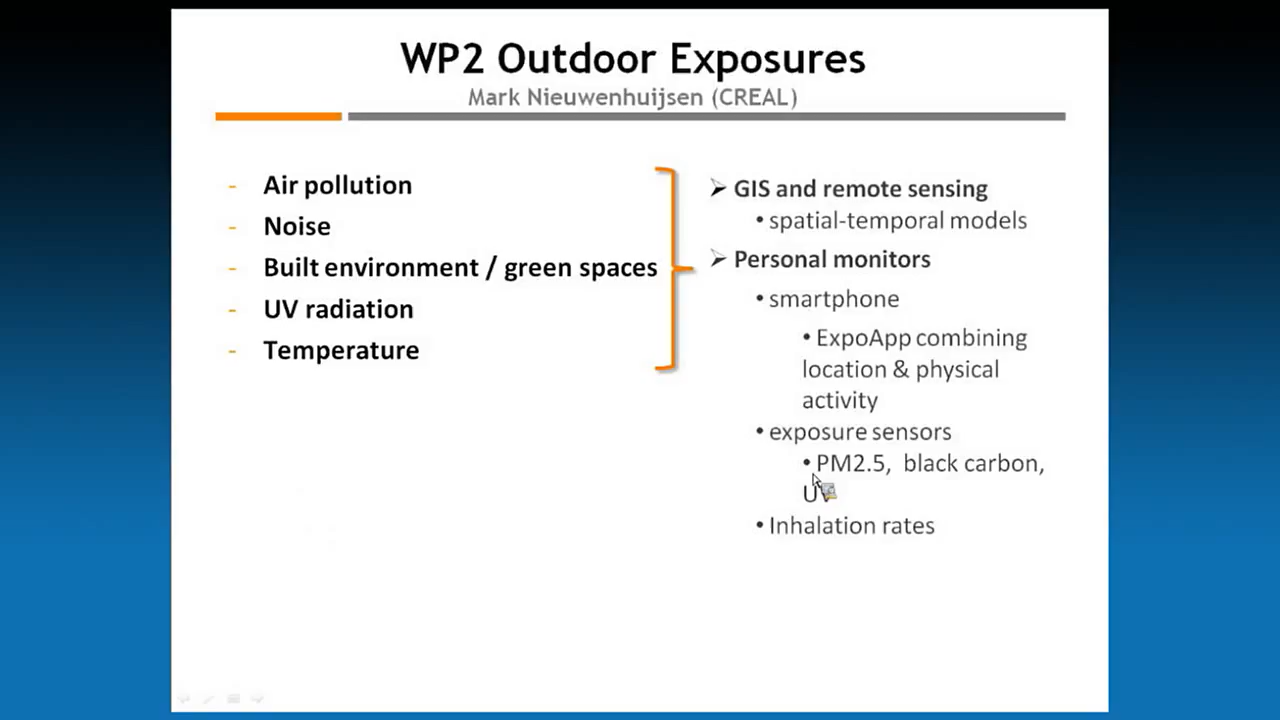 WP2 Outdoor Exposures
Mark Nieuwenhuijsen (CREAL)
- Air pollution
- Noise
- Built environment / green spaces
- UV radiation
- Temperature
➢ GIS and remote sensing
• spatial-temporal models
➢ Personal monitors
• smartphone
• ExpoApp combining
location & physical
activity
• exposure sensors
• PM2.5, black carbon,
UV
• Inhalation rates